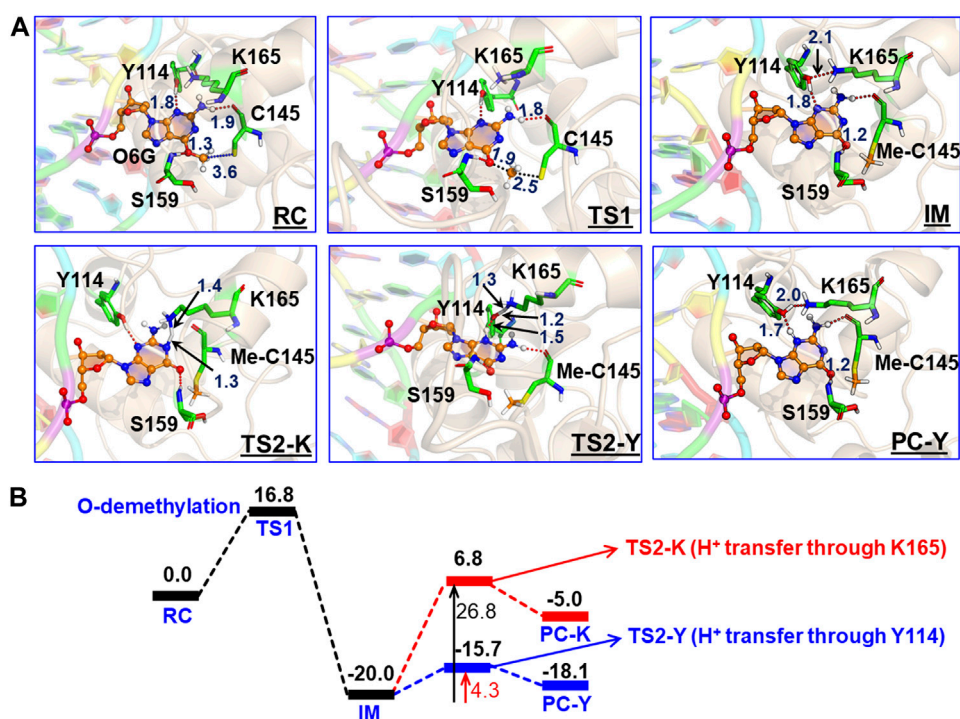 A
K165
Y114
C145
1.8
1.9
1.3
O6G
3.6
S159
RC
K165
Y114
1.8
C145
1.9
2.5
S159
TS1
2.1
K165
Y114
1.8
1.2
Me-C145
S159
IM
Y114
1.4
K165
Me-C145
1.3
S159
TS2-K
1.3
K165
Y114
1.2
1.5
Me-C145
S159
TS2-Y
Y114
2.0
K165
1.7
Me-C145
1.2
S159
PC-Y
B
O-demethylation
16.8
TS1
0.0
RC
-20.0
IM
6.8
TS2-K (H⁺ transfer through K165)
26.8
-5.0
PC-K
-15.7
TS2-Y (H⁺ transfer through Y114)
4.3
-18.1
PC-Y